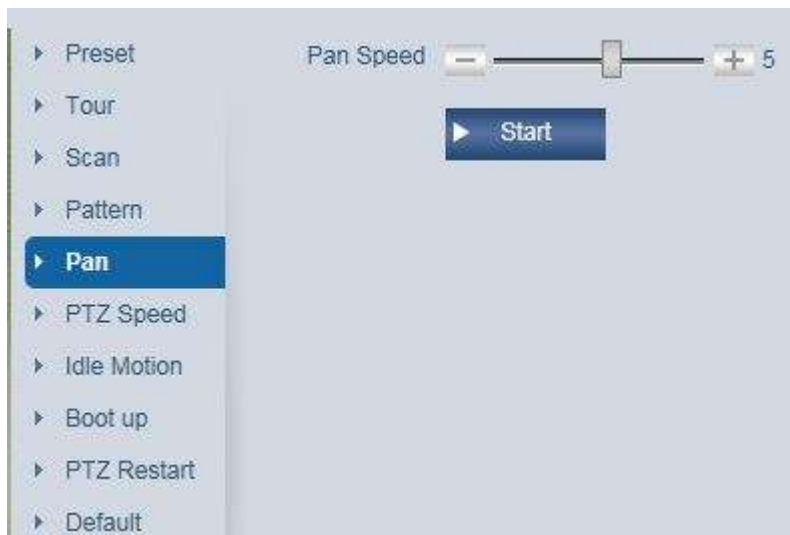 Preset
Tour
Scan
Pattern
Pan
PTZ Speed
Idle Motion
Boot up
PTZ Restart
Default
Pan Speed 5
Start